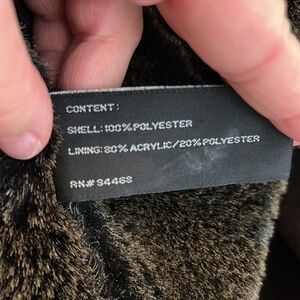 CONTENT:
SHELL:100%POLYESTER
LINING:80% ACRYLIC/20% POLYESTER
RN# 94468